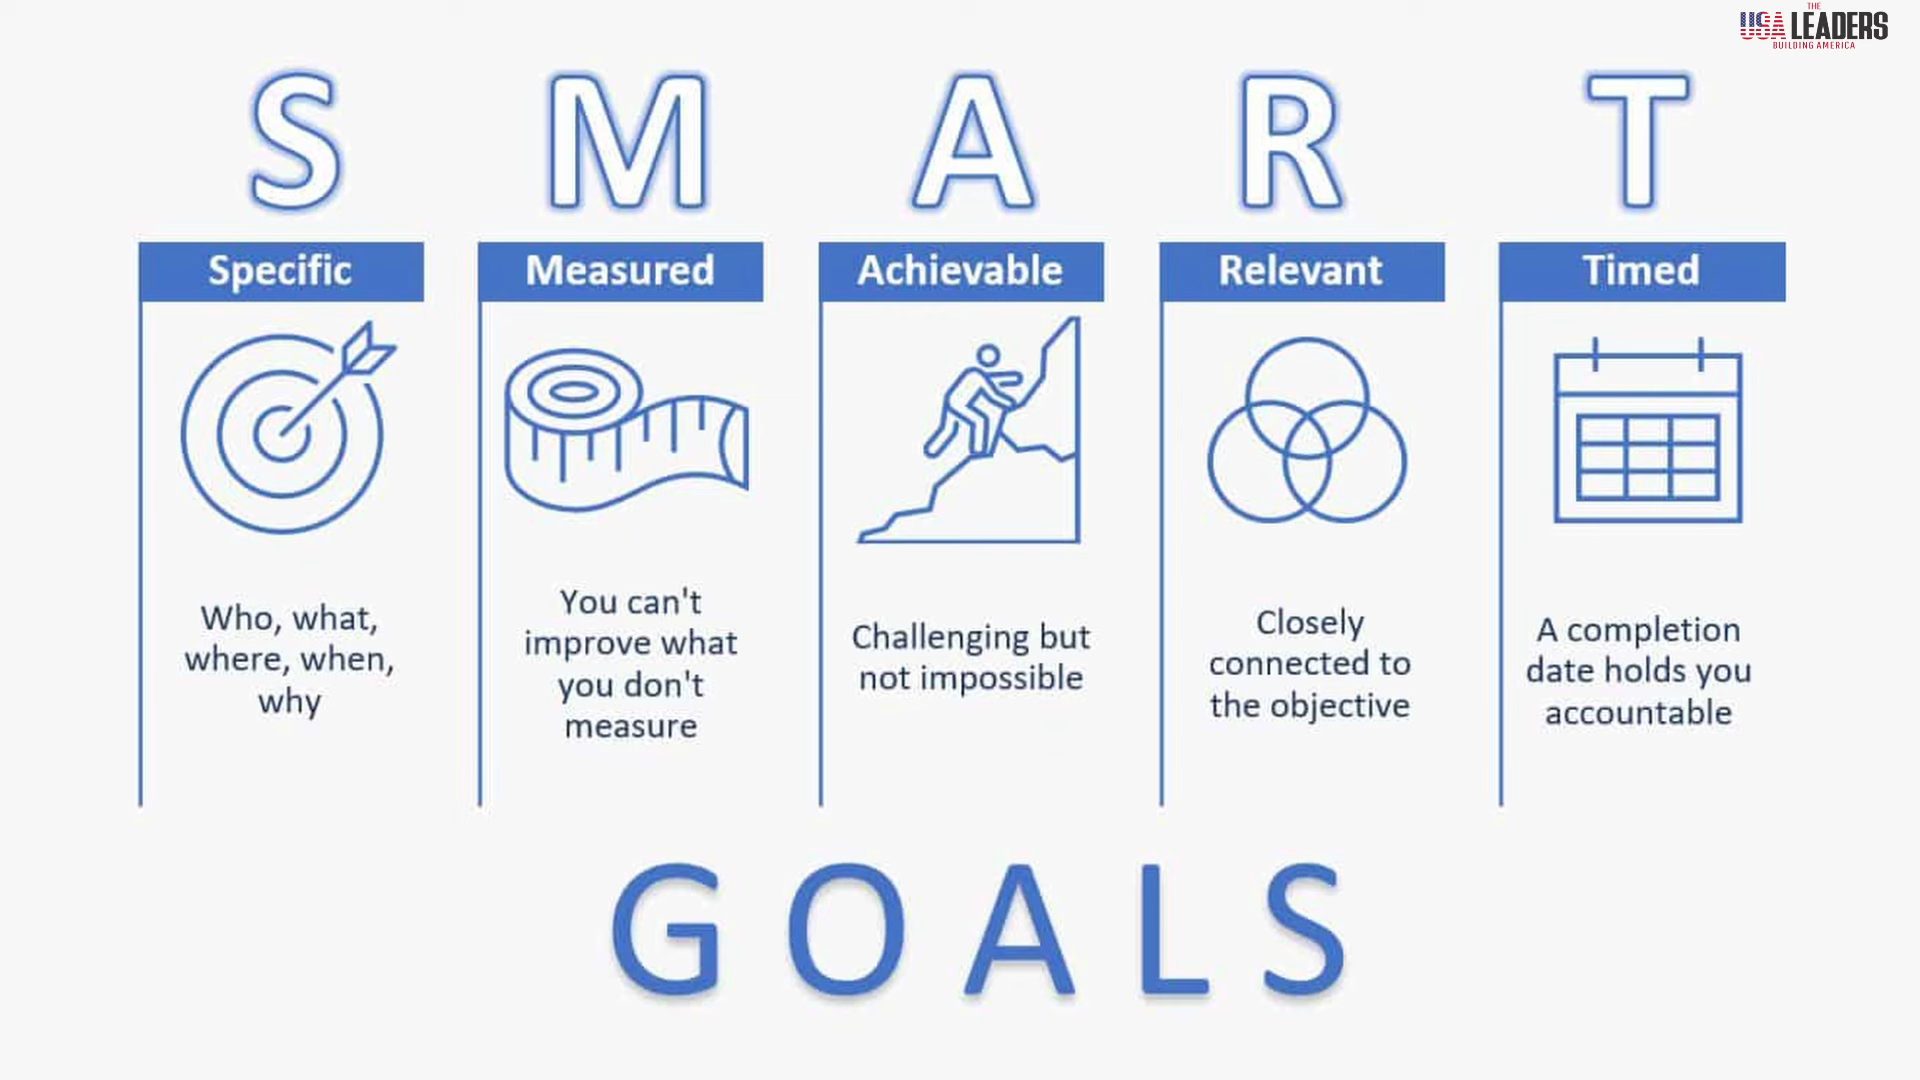 THE
USA LEADERS
BUILDING AMERICA
S M A R T
Specific
Who, what,
where, when,
why
Measured
You can't
improve what
you don't
measure
Achievable
Challenging but
not impossible
Relevant
Closely
connected to
the objective
Timed
A completion
date holds you
accountable
GOALS